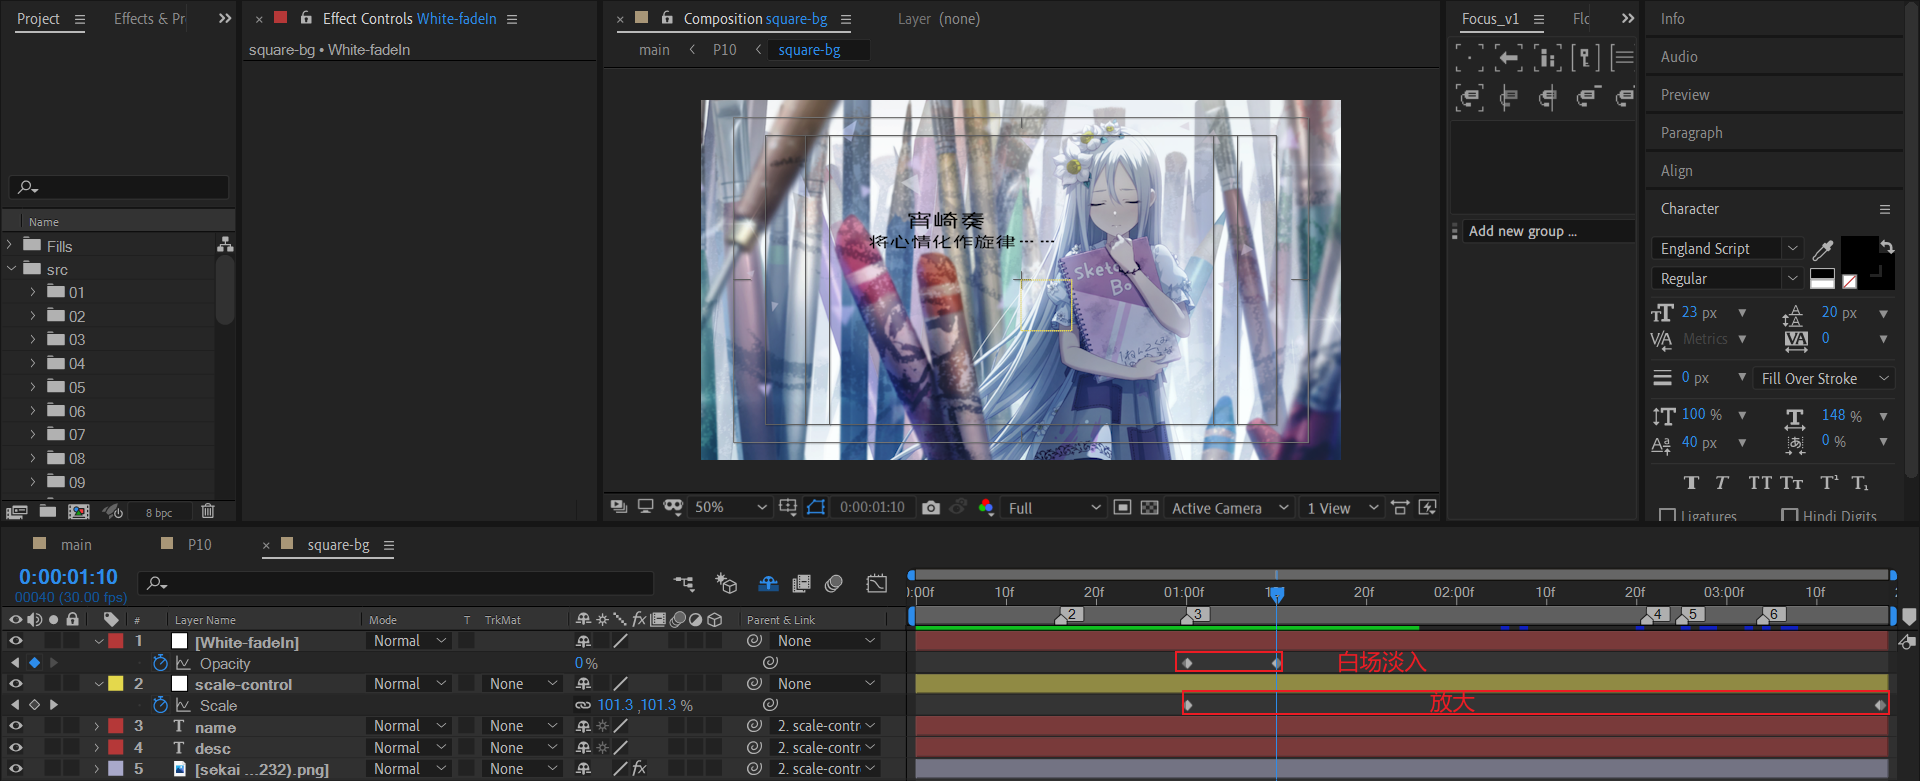 Project
Effects & Pr
Effect Controls White-fadeIn
Composition square-bg
Layer (none)
Focus_v1
Flc
Info
square-bg • White-fadeIn
main
P10
square-bg
Audio
Preview
Paragraph
Align
Character
Name
Fills
src
01
02
03
04
05
06
07
08
09
8 bpc
宵崎奏
将心情化作旋律……
Sketch
Bo
50%
0:00:01:10
Full
Active Camera
1 View
Add new group ...
England Script
Regular
23 px
20 px
Metrics
0
0 px
Fill Over Stroke
100 %
148 %
40 px
0 %
Ligatures
Hindi Digits
main
P10
square-bg
0:00:01:10
00040 (30.00 fps)
):00f
10f
20f
01:00f
20f
02:00f
10f
20f
03:00f
10f
2
3
4
5
6
#
Layer Name
Mode
T
TrkMat
Parent & Link
1
[White-fadeIn]
Normal
None
Opacity
0 %
白场淡入
2
scale-control
Normal
None
None
Scale
101.3 ,101.3 %
放大
3
name
Normal
None
2. scale-contr
4
desc
Normal
None
2. scale-contr
5
[sekai ...232).png]
Normal
None
2. scale-contr